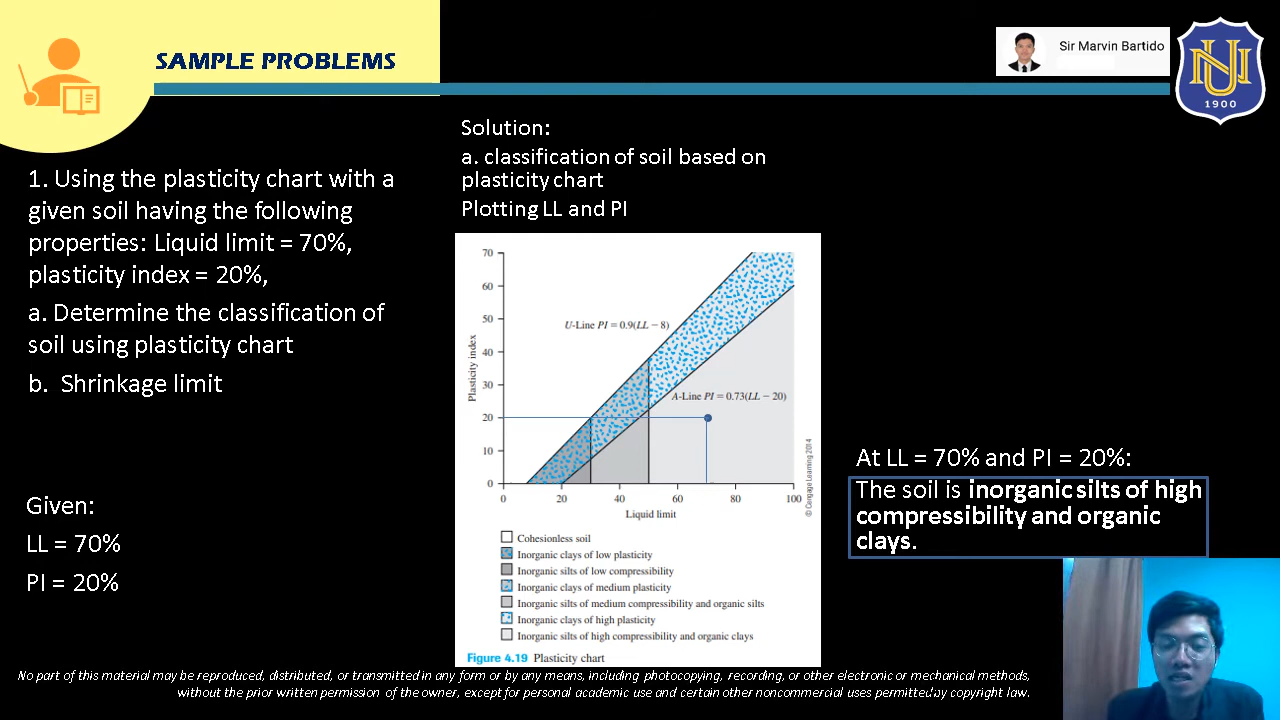 SAMPLE PROBLEMS
Sir Marvin Bartido
NU
1900
1. Using the plasticity chart with a
given soil having the following
properties: Liquid limit = 70%,
plasticity index = 20%,
a. Determine the classification of
soil using plasticity chart
b. Shrinkage limit
Given:
LL = 70%
PI = 20%
Solution:
a. classification of soil based on
plasticity chart
Plotting LL and PI
70
60
50
40
30
20
10
0
Plasticity index
U-Line PI = 0.9(LL − 8)
A-Line PI = 0.73(LL − 20)
0 20 40 60 80 100
Liquid limit
© Cengage Learning 2014
Cohesionless soil
Inorganic clays of low plasticity
Inorganic silts of low compressibility
Inorganic clays of medium plasticity
Inorganic silts of medium compressibility and organic silts
Inorganic clays of high plasticity
Inorganic silts of high compressibility and organic clays
Figure 4.19 Plasticity chart
At LL = 70% and PI = 20%:
The soil is inorganic silts of high
compressibility and organic
clays.
No part of this material may be reproduced, distributed, or transmitted in any form or by any means, including photocopying, recording, or other electronic or mechanical methods,
without the prior written permission of the owner, except for personal academic use and certain other noncommercial uses permitted by copyright law.